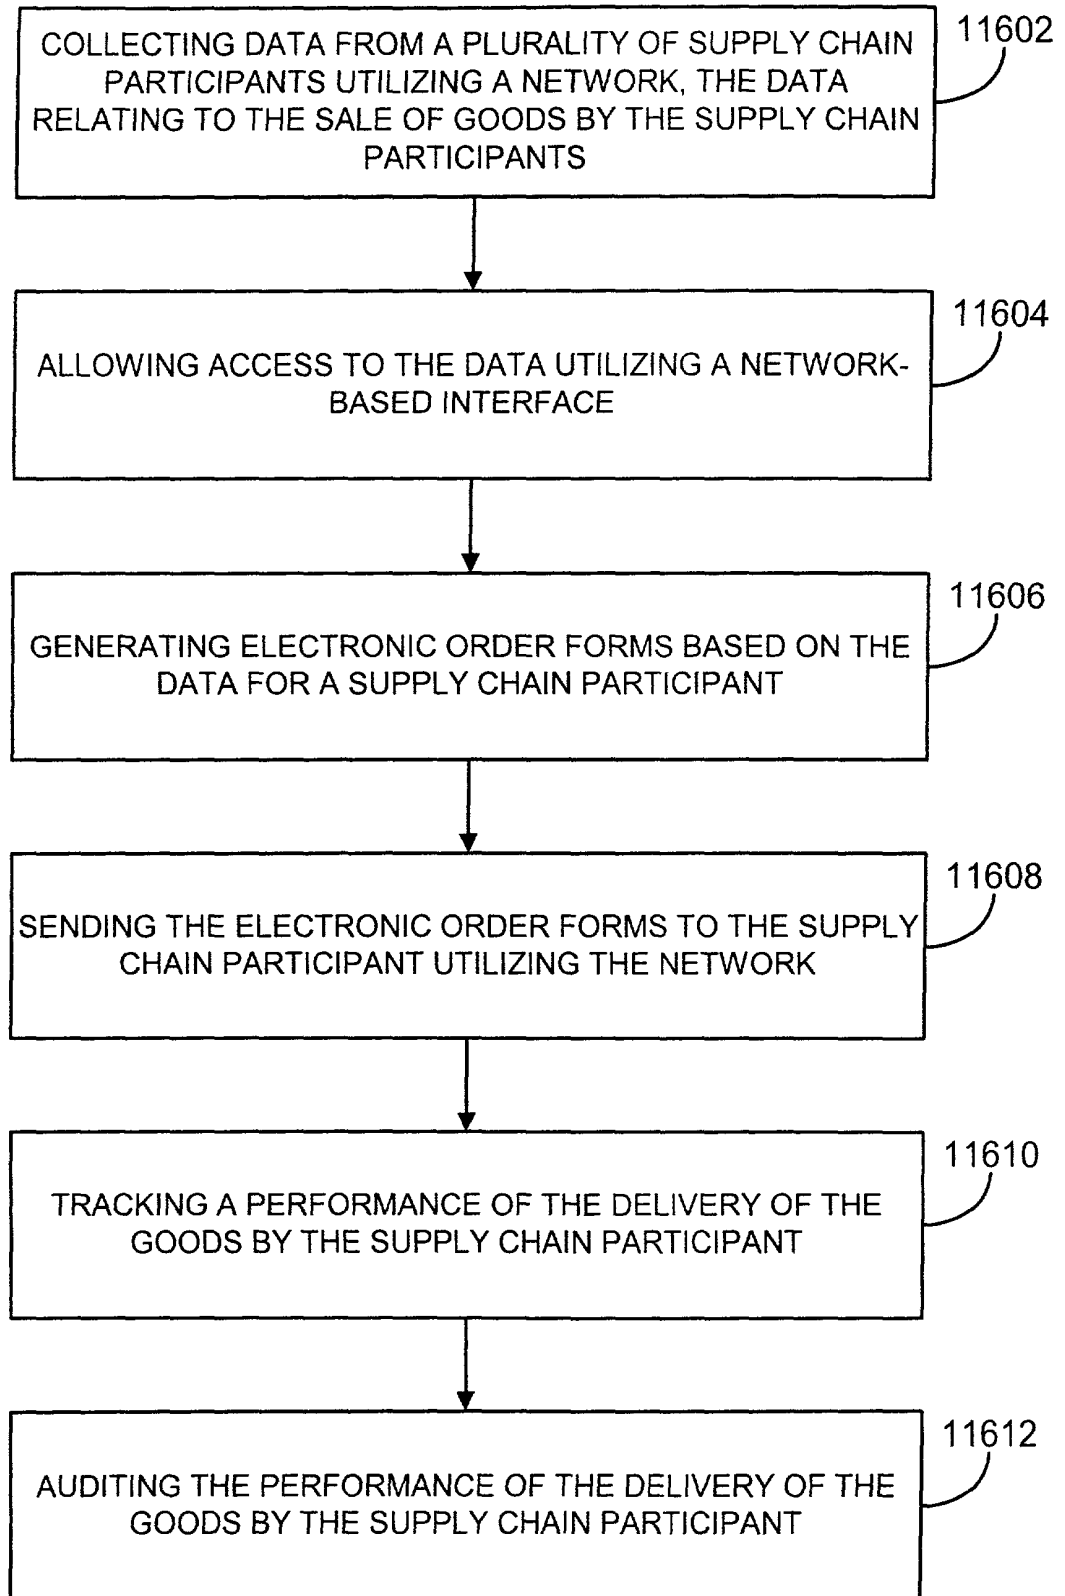 COLLECTING DATA FROM A PLURALITY OF SUPPLY CHAIN
PARTICIPANTS UTILIZING A NETWORK, THE DATA
RELATING TO THE SALE OF GOODS BY THE SUPPLY CHAIN
PARTICIPANTS
11602
ALLOWING ACCESS TO THE DATA UTILIZING A NETWORK-
BASED INTERFACE
11604
GENERATING ELECTRONIC ORDER FORMS BASED ON THE
DATA FOR A SUPPLY CHAIN PARTICIPANT
11606
SENDING THE ELECTRONIC ORDER FORMS TO THE SUPPLY
CHAIN PARTICIPANT UTILIZING THE NETWORK
11608
TRACKING A PERFORMANCE OF THE DELIVERY OF THE
GOODS BY THE SUPPLY CHAIN PARTICIPANT
11610
AUDITING THE PERFORMANCE OF THE DELIVERY OF THE
GOODS BY THE SUPPLY CHAIN PARTICIPANT
11612